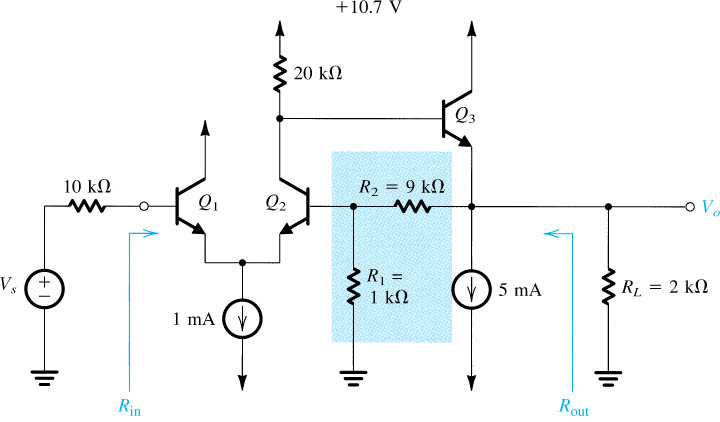 +10.7 V
20 kΩ
Q3
10 kΩ
Q1
Q2
R2 = 9 kΩ
Vo
Vs
+
−
R1 =
1 kΩ
1 mA
5 mA
RL = 2 kΩ
Rin
Rout